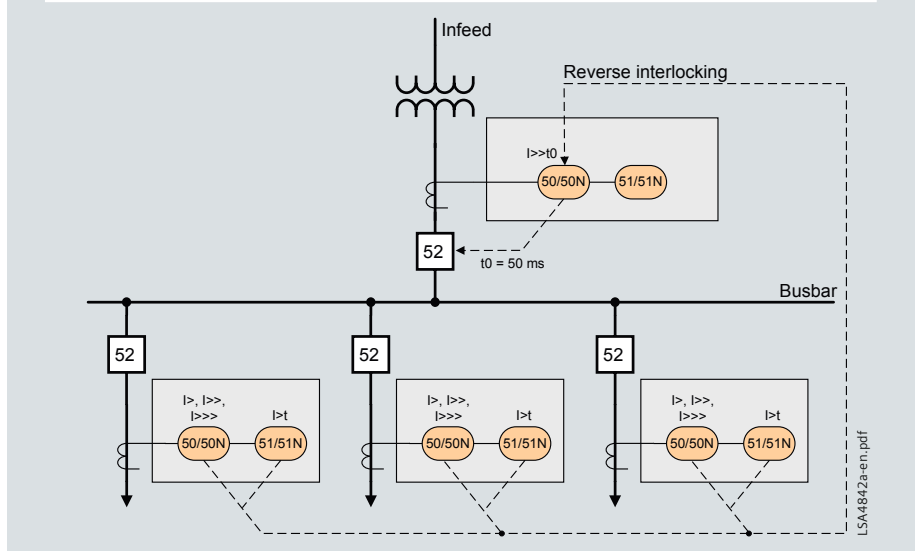 Infeed
Reverse interlocking
I>>t0
50/50N
51/51N
52
t0 = 50 ms
Busbar
52
52
52
I>, I>>,
I>>>
I>t
50/50N
51/51N
I>, I>>,
I>>>
I>t
50/50N
51/51N
I>, I>>,
I>>>
I>t
50/50N
51/51N
LSA4842a-en.pdf